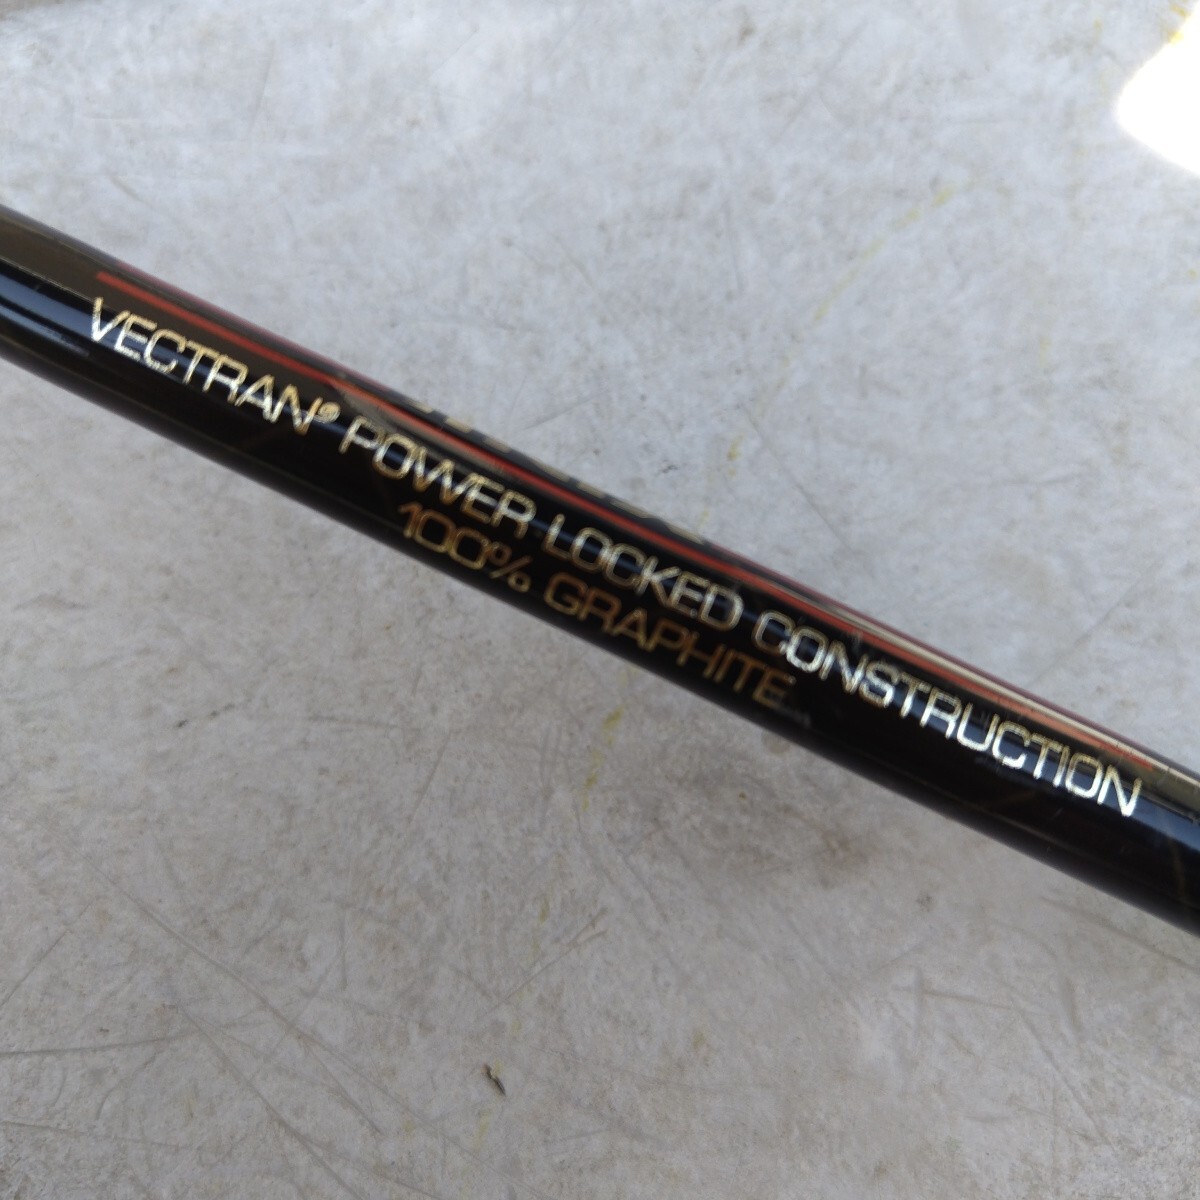 VECTRAN® POWER LOCKED CONSTRUCTION
100% GRAPHITE